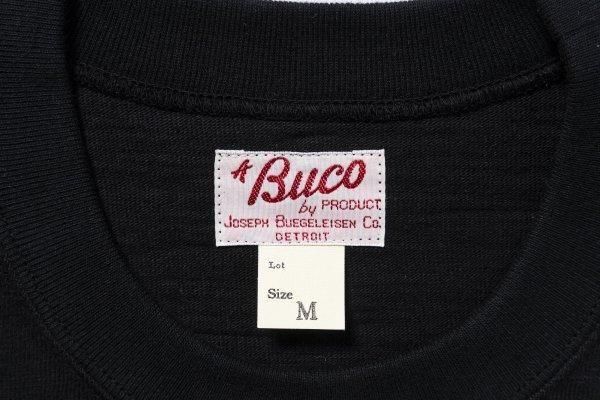 A Buco
by PRODUCT
JOSEPH BUEGELEISEN Co.
DETROIT
Lot
Size M